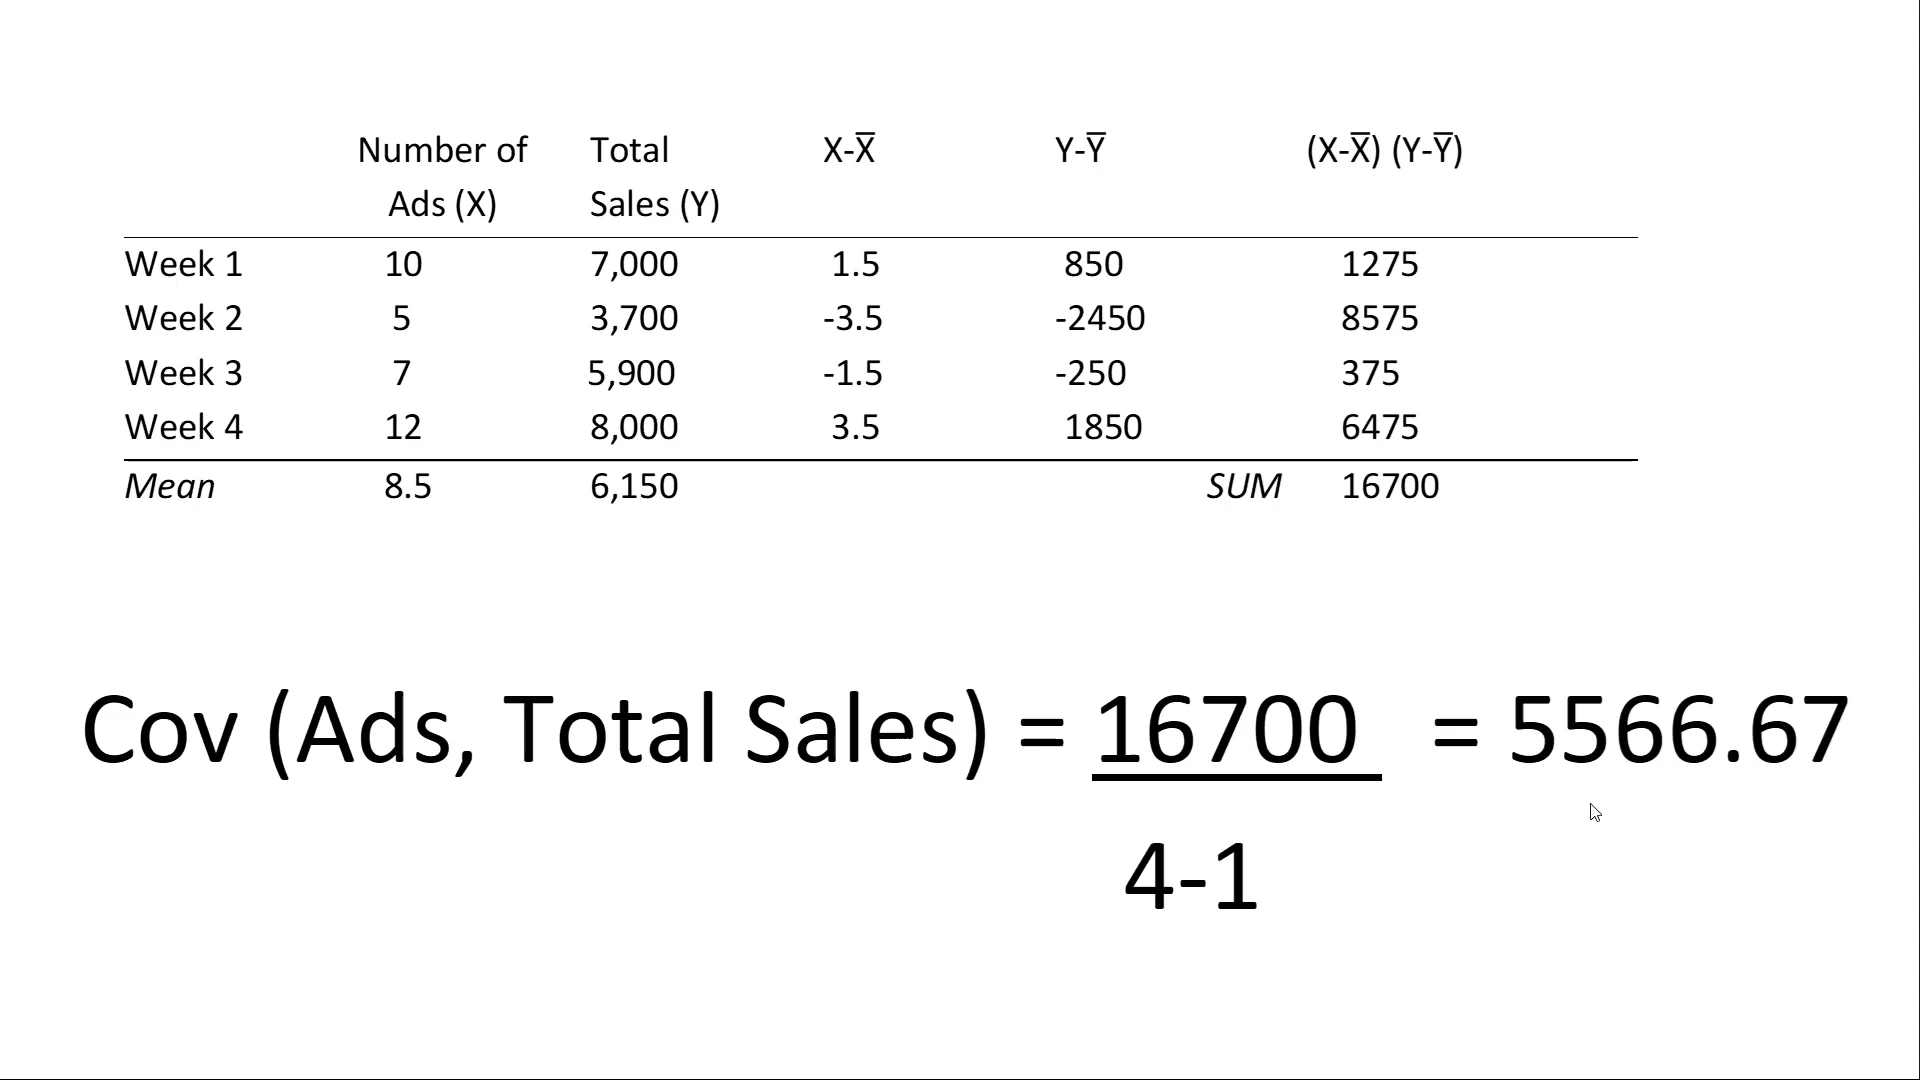 Number of Total X-X̅ Y-Y̅ (X-X̅) (Y-Y̅)
Ads (X) Sales (Y)
Week 1 10 7,000 1.5 850 1275
Week 2 5 3,700 -3.5 -2450 8575
Week 3 7 5,900 -1.5 -250 375
Week 4 12 8,000 3.5 1850 6475
Mean 8.5 6,150 SUM 16700
Cov (Ads, Total Sales) = 16700 = 5566.67
4-1